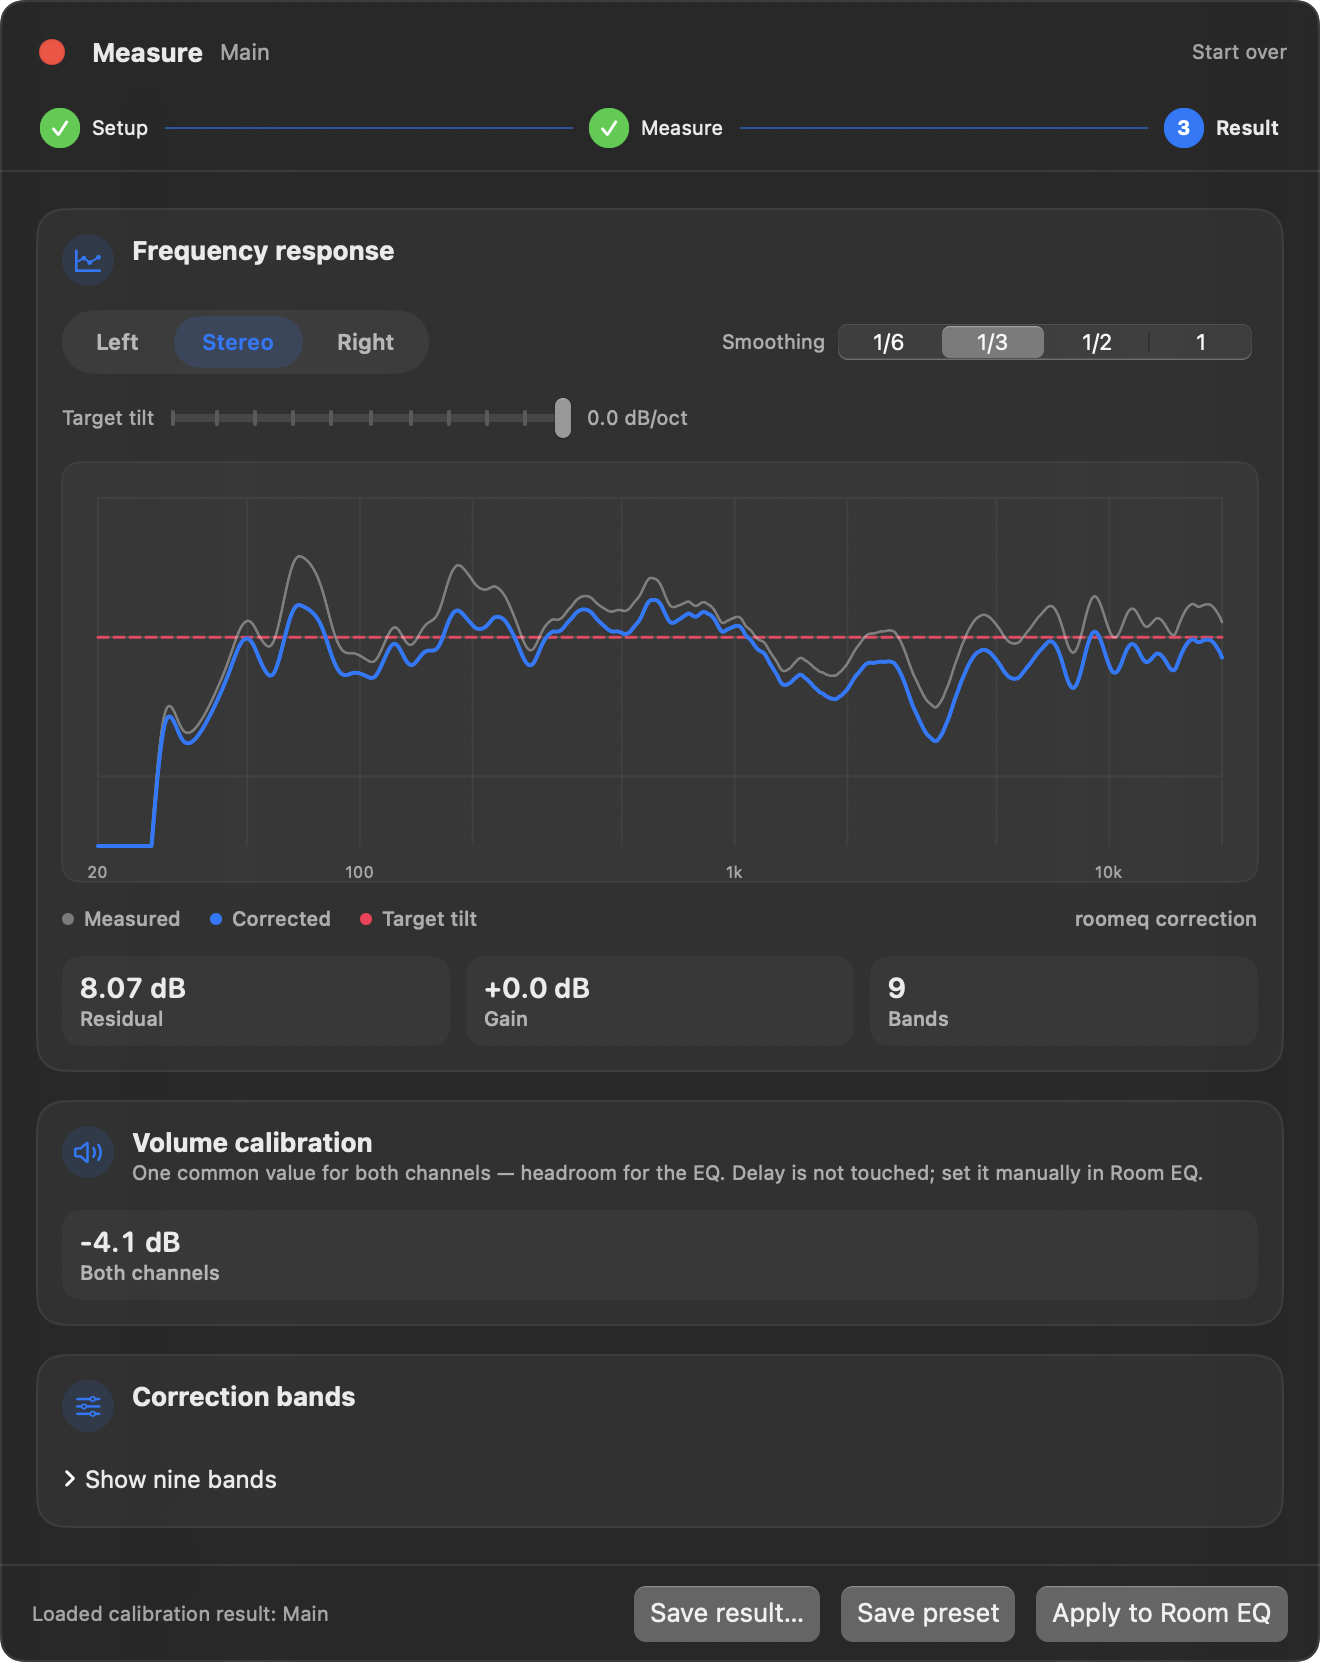 Measure Main
Start over
Setup
Measure
3 Result
Frequency response
Left Stereo Right
Smoothing 1/6 1/3 1/2 1
Target tilt 0.0 dB/oct
20 100 1k 10k
Measured Corrected Target tilt
roomeq correction
8.07 dB
Residual
+0.0 dB
Gain
9
Bands
Volume calibration
One common value for both channels — headroom for the EQ. Delay is not touched; set it manually in Room EQ.
-4.1 dB
Both channels
Correction bands
Show nine bands
Loaded calibration result: Main
Save result...
Save preset
Apply to Room EQ